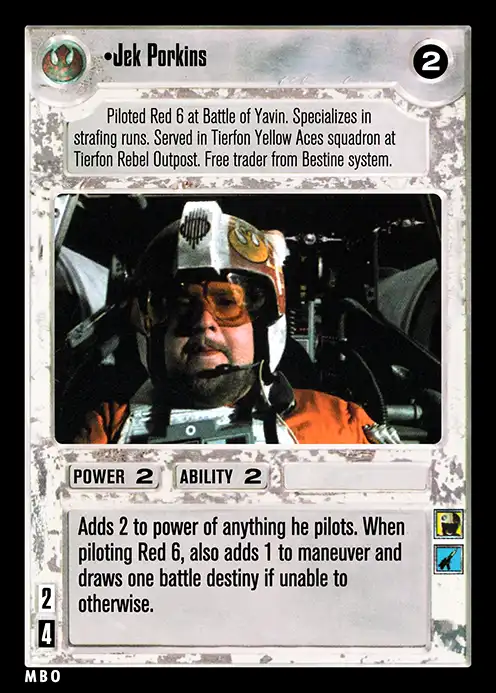 •Jek Porkins
2
Piloted Red 6 at Battle of Yavin. Specializes in
strafing runs. Served in Tierfon Yellow Aces squadron at
Tierfon Rebel Outpost. Free trader from Bestine system.
POWER 2 ABILITY 2
Adds 2 to power of anything he pilots. When
piloting Red 6, also adds 1 to maneuver and
draws one battle destiny if unable to
otherwise.
2
4
MBO